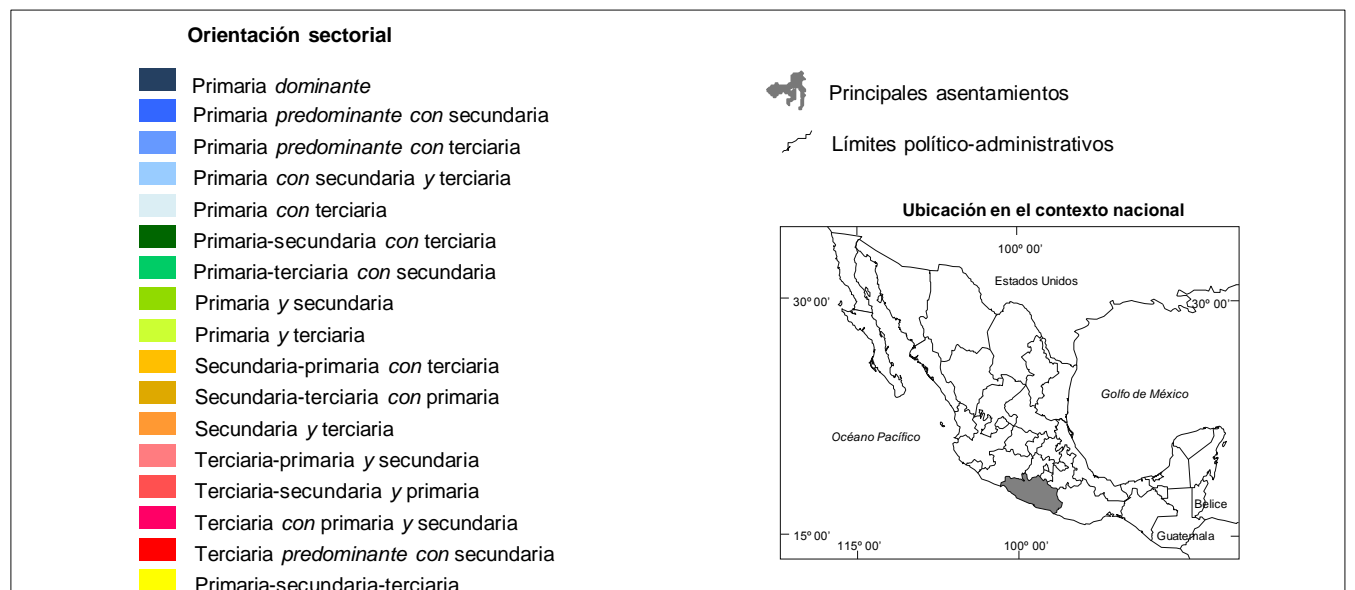 Orientación sectorial
Primaria dominante
Primaria predominante con secundaria
Primaria predominante con terciaria
Primaria con secundaria y terciaria
Primaria con terciaria
Primaria-secundaria con terciaria
Primaria-terciaria con secundaria
Primaria y secundaria
Primaria y terciaria
Secundaria-primaria con terciaria
Secundaria-terciaria con primaria
Secundaria y terciaria
Terciaria-primaria y secundaria
Terciaria-secundaria y primaria
Terciaria con primaria y secundaria
Terciaria predominante con secundaria
Primaria-secundaria-terciaria
Principales asentamientos
Límites político-administrativos
Ubicación en el contexto nacional
100º 00'
Estados Unidos
30º 00'
30º 00'
Golfo de México
Océano Pacífico
Belice
15º 00'
Guatemala
115º 00'
100º 00'